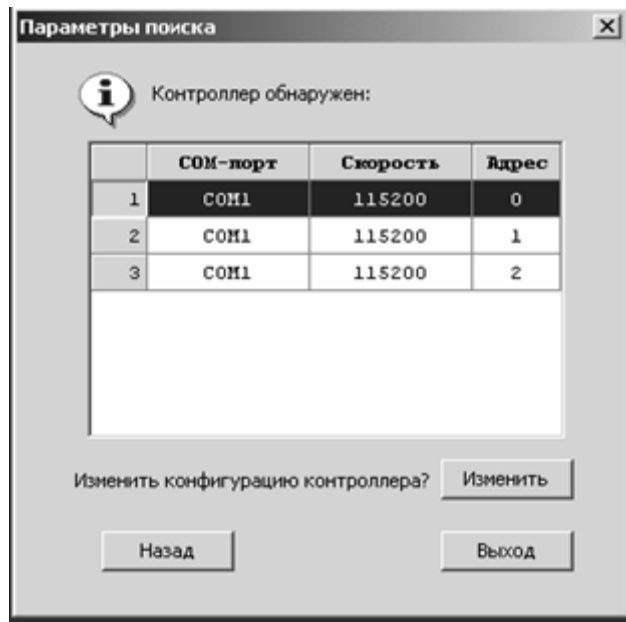 Параметры поиска
Контроллер обнаружен:
COM-порт Скорость Адрес
1 COM1 115200 0
2 COM1 115200 1
3 COM1 115200 2
Изменить конфигурацию контроллера? Изменить
Назад Выход